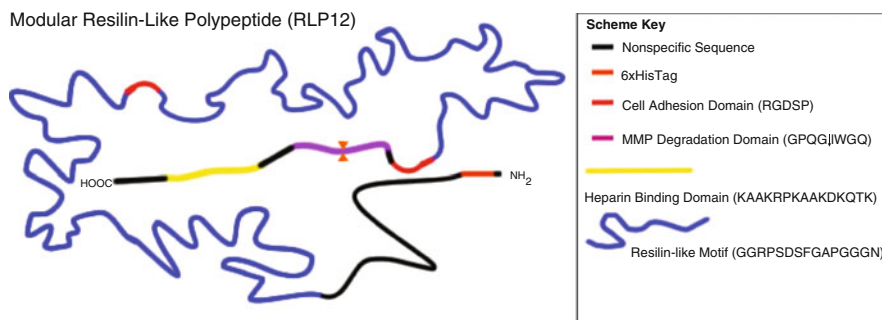 Modular Resilin-Like Polypeptide (RLP12)
HOOC
NH2
Scheme Key
Nonspecific Sequence
6xHisTag
Cell Adhesion Domain (RGDSP)
MMP Degradation Domain (GPQG↓IWGQ)
Heparin Binding Domain (KAAKRPKAAKDKQTK)
Resilin-like Motif (GGRPSDSFGAPGGGN)